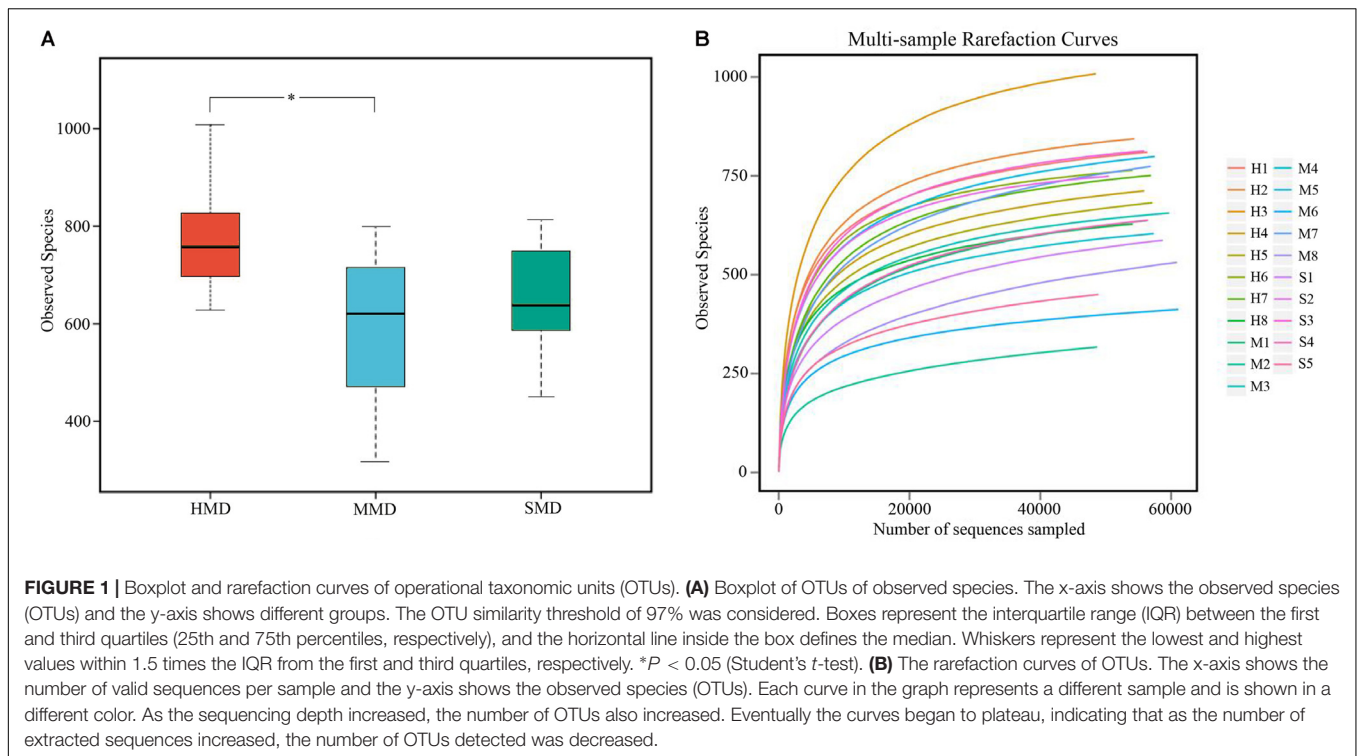 A
Observed Species
1000
800
600
400
*
HMD
MMD
SMD
B
Multi-sample Rarefaction Curves
Observed Species
1000
750
500
250
0
0
20000
40000
60000
Number of sequences sampled
H1 M4
H2 M5
H3 M6
H4 M7
H5 M8
H6 S1
H7 S2
H8 S3
M1 S4
M2 S5
M3
FIGURE 1 | Boxplot and rarefaction curves of operational taxonomic units (OTUs). (A) Boxplot of OTUs of observed species. The x-axis shows the observed species
(OTUs) and the y-axis shows different groups. The OTU similarity threshold of 97% was considered. Boxes represent the interquartile range (IQR) between the first
and third quartiles (25th and 75th percentiles, respectively), and the horizontal line inside the box defines the median. Whiskers represent the lowest and highest
values within 1.5 times the IQR from the first and third quartiles, respectively. *P < 0.05 (Student's t-test). (B) The rarefaction curves of OTUs. The x-axis shows the
number of valid sequences per sample and the y-axis shows the observed species (OTUs). Each curve in the graph represents a different sample and is shown in a
different color. As the sequencing depth increased, the number of OTUs also increased. Eventually the curves began to plateau, indicating that as the number of
extracted sequences increased, the number of OTUs detected was decreased.